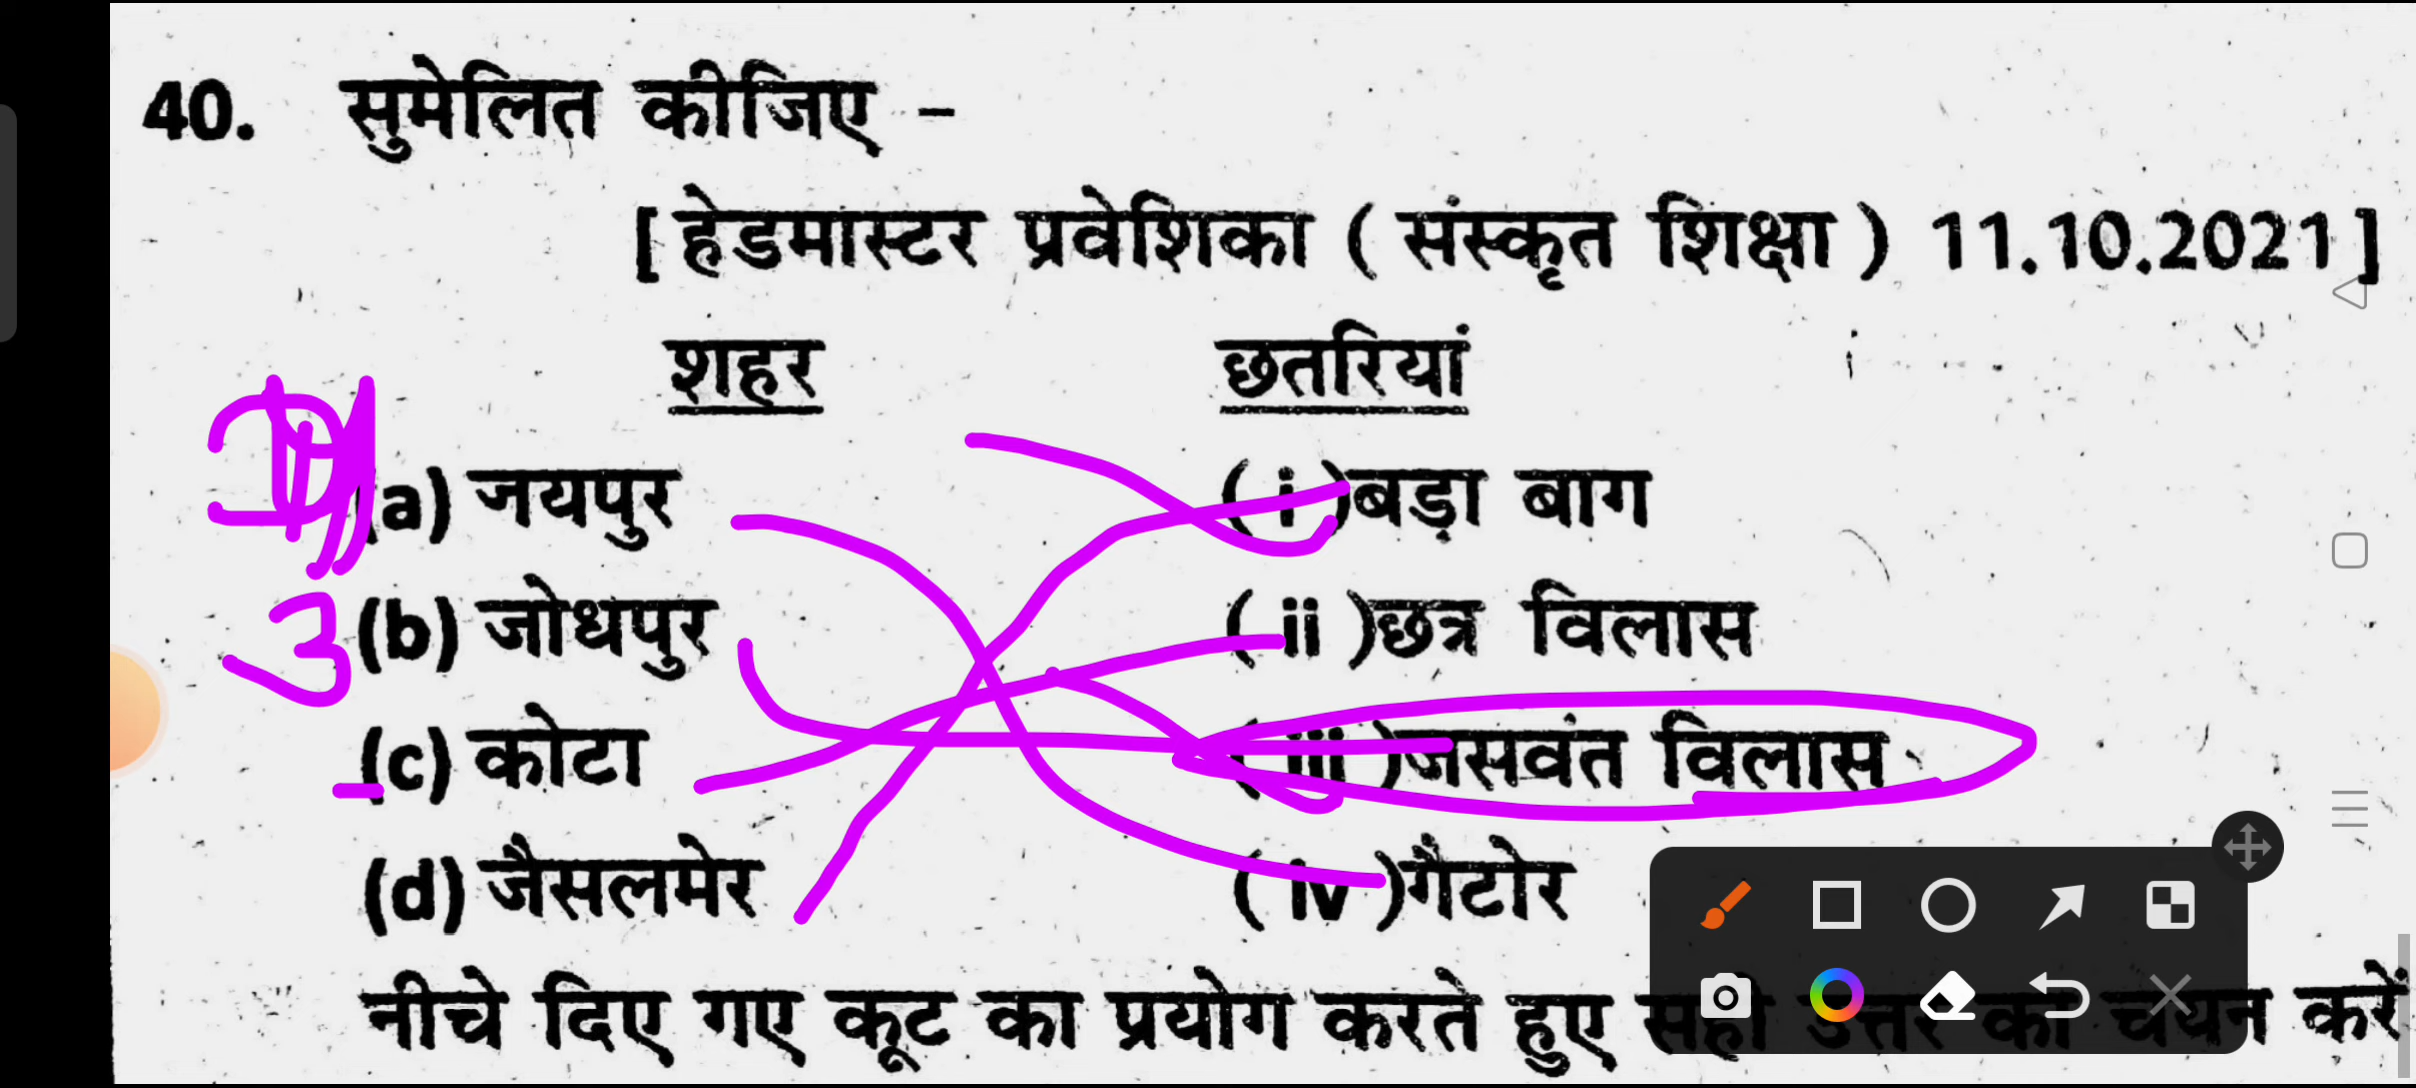 40. सुमेलित कीजिए –
[ हेडमास्टर प्रवेशिका ( संस्कृत शिक्षा ) 11.10.2021 ]
शहर छतरियां
(a) जयपुर ( i )बड़ा बाग
(b) जोधपुर ( ii )छत्र विलास
(c) कोटा ( iii )जसवंत विलास
(d) जैसलमेर ( iv )गैटोर
नीचे दिए गए कूट का प्रयोग करते हुए सही उत्तर का चयन करें
3